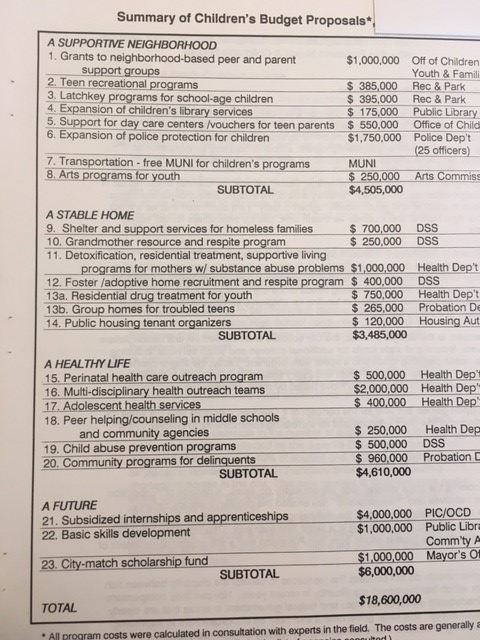 Summary of Children's Budget Proposals*
A SUPPORTIVE NEIGHBORHOOD
1. Grants to neighborhood-based peer and parent $1,000,000 Off of Children
support groups Youth & Famili
2. Teen recreational programs $ 385,000 Rec & Park
3. Latchkey programs for school-age children $ 395,000 Rec & Park
4. Expansion of children's library services $ 175,000 Public Library
5. Support for day care centers /vouchers for teen parents $ 550,000 Office of Child
6. Expansion of police protection for children $1,750,000 Police Dep't
(25 officers)
7. Transportation - free MUNI for children's programs MUNI
8. Arts programs for youth $ 250,000 Arts Commiss
SUBTOTAL $4,505,000
A STABLE HOME
9. Shelter and support services for homeless families $ 700,000 DSS
10. Grandmother resource and respite program $ 250,000 DSS
11. Detoxification, residential treatment, supportive living
programs for mothers w/ substance abuse problems $1,000,000 Health Dep't
12. Foster /adoptive home recruitment and respite program $ 400,000 DSS
13a. Residential drug treatment for youth $ 750,000 Health Dep't
13b. Group homes for troubled teens $ 265,000 Probation De
14. Public housing tenant organizers $ 120,000 Housing Aut
SUBTOTAL $3,485,000
A HEALTHY LIFE
15. Perinatal health care outreach program $ 500,000 Health Dep't
16. Multi-disciplinary health outreach teams $2,000,000 Health Dep'
17. Adolescent health services $ 400,000 Health Dep'
18. Peer helping/counseling in middle schools
and community agencies $ 250,000 Health Dep
19. Child abuse prevention programs $ 500,000 DSS
20. Community programs for delinquents $ 960,000 Probation D
SUBTOTAL $4,610,000
A FUTURE
21. Subsidized internships and apprenticeships $4,000,000 PIC/OCD
22. Basic skills development $1,000,000 Public Libra
Comm'ty A
23. City-match scholarship fund $1,000,000 Mayor's Of
SUBTOTAL $6,000,000
TOTAL $18,600,000
* All program costs were calculated in consultation with experts in the field. The costs are generally a